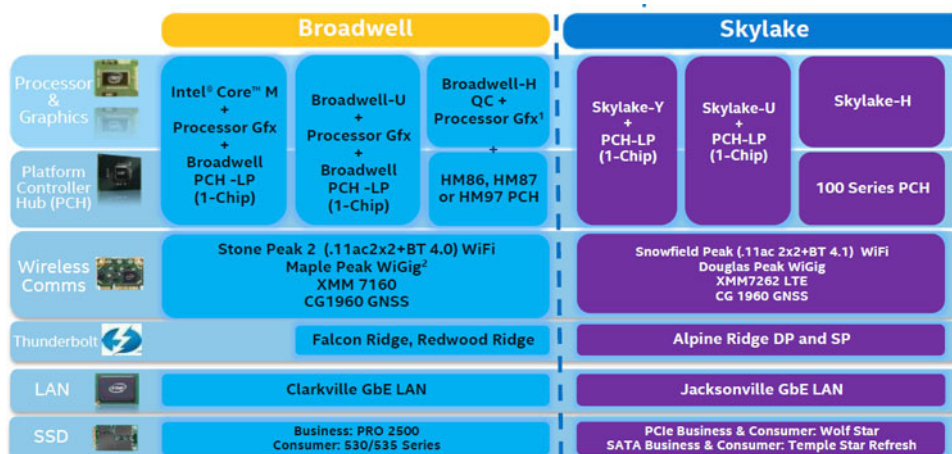 Broadwell
Skylake
Processor
&
Graphics
Intel® Core™ M
+
Processor Gfx
+
Broadwell
PCH -LP
(1-Chip)
Broadwell-U
+
Processor Gfx
+
Broadwell
PCH -LP
(1-Chip)
Broadwell-H
QC +
Processor Gfx¹
+
HM86, HM87
or HM97 PCH
Skylake-Y
+
PCH-LP
(1-Chip)
Skylake-U
+
PCH-LP
(1-Chip)
Skylake-H
100 Series PCH
Platform
Controller
Hub (PCH)
Wireless
Comms
Stone Peak 2 (.11ac2x2+BT 4.0) WiFi
Maple Peak WiGig²
XMM 7160
CG1960 GNSS
Snowfield Peak (.11ac 2x2+BT 4.1) WiFi
Douglas Peak WiGig
XMM7262 LTE
CG 1960 GNSS
Thunderbolt
Falcon Ridge, Redwood Ridge
Alpine Ridge DP and SP
LAN
Clarkville GbE LAN
Jacksonville GbE LAN
SSD
Business: PRO 2500
Consumer: 530/535 Series
PCIe Business & Consumer: Wolf Star
SATA Business & Consumer: Temple Star Refresh